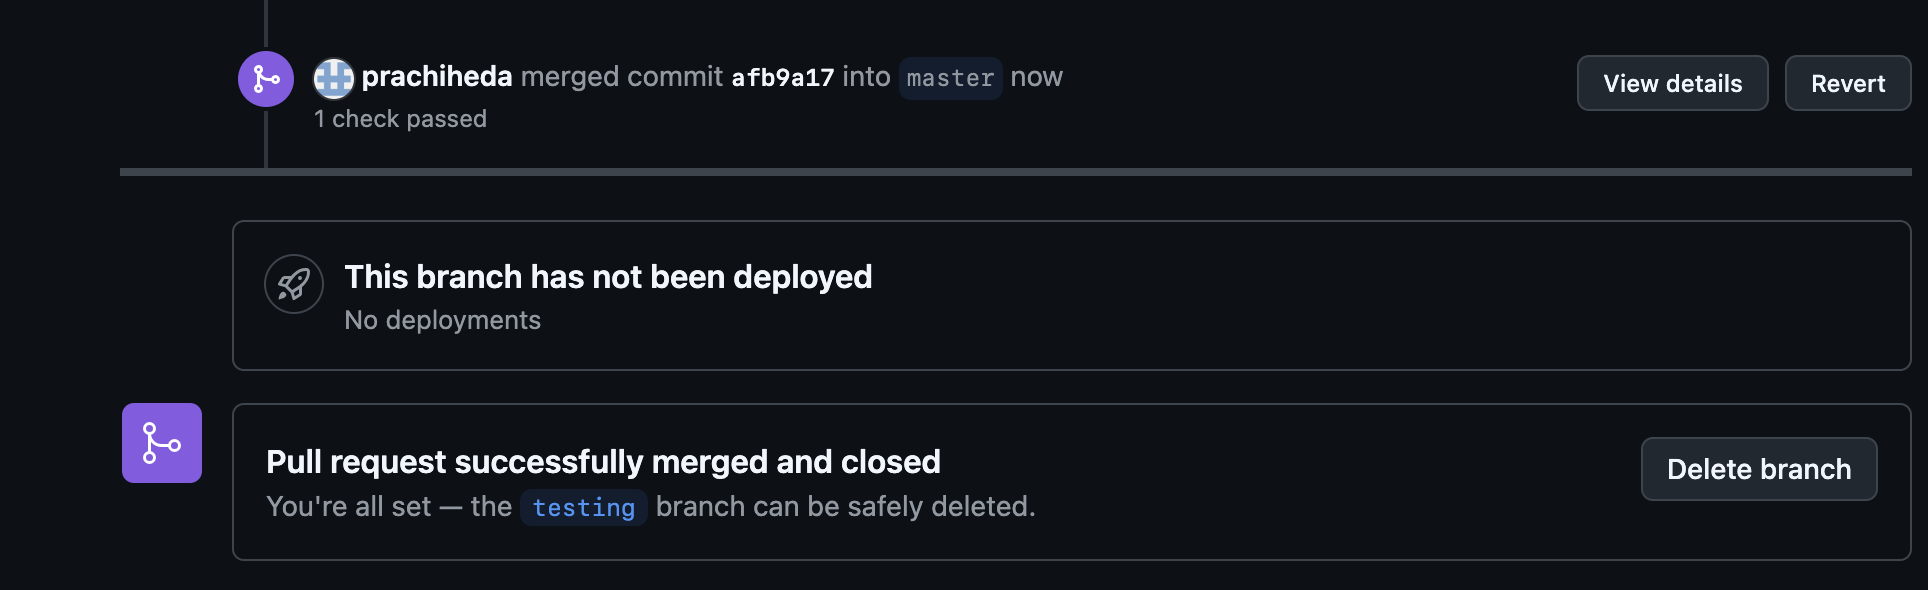 prachiheda merged commit afb9a17 into master now
View details
Revert
1 check passed
This branch has not been deployed
No deployments
Pull request successfully merged and closed
You're all set — the testing branch can be safely deleted.
Delete branch